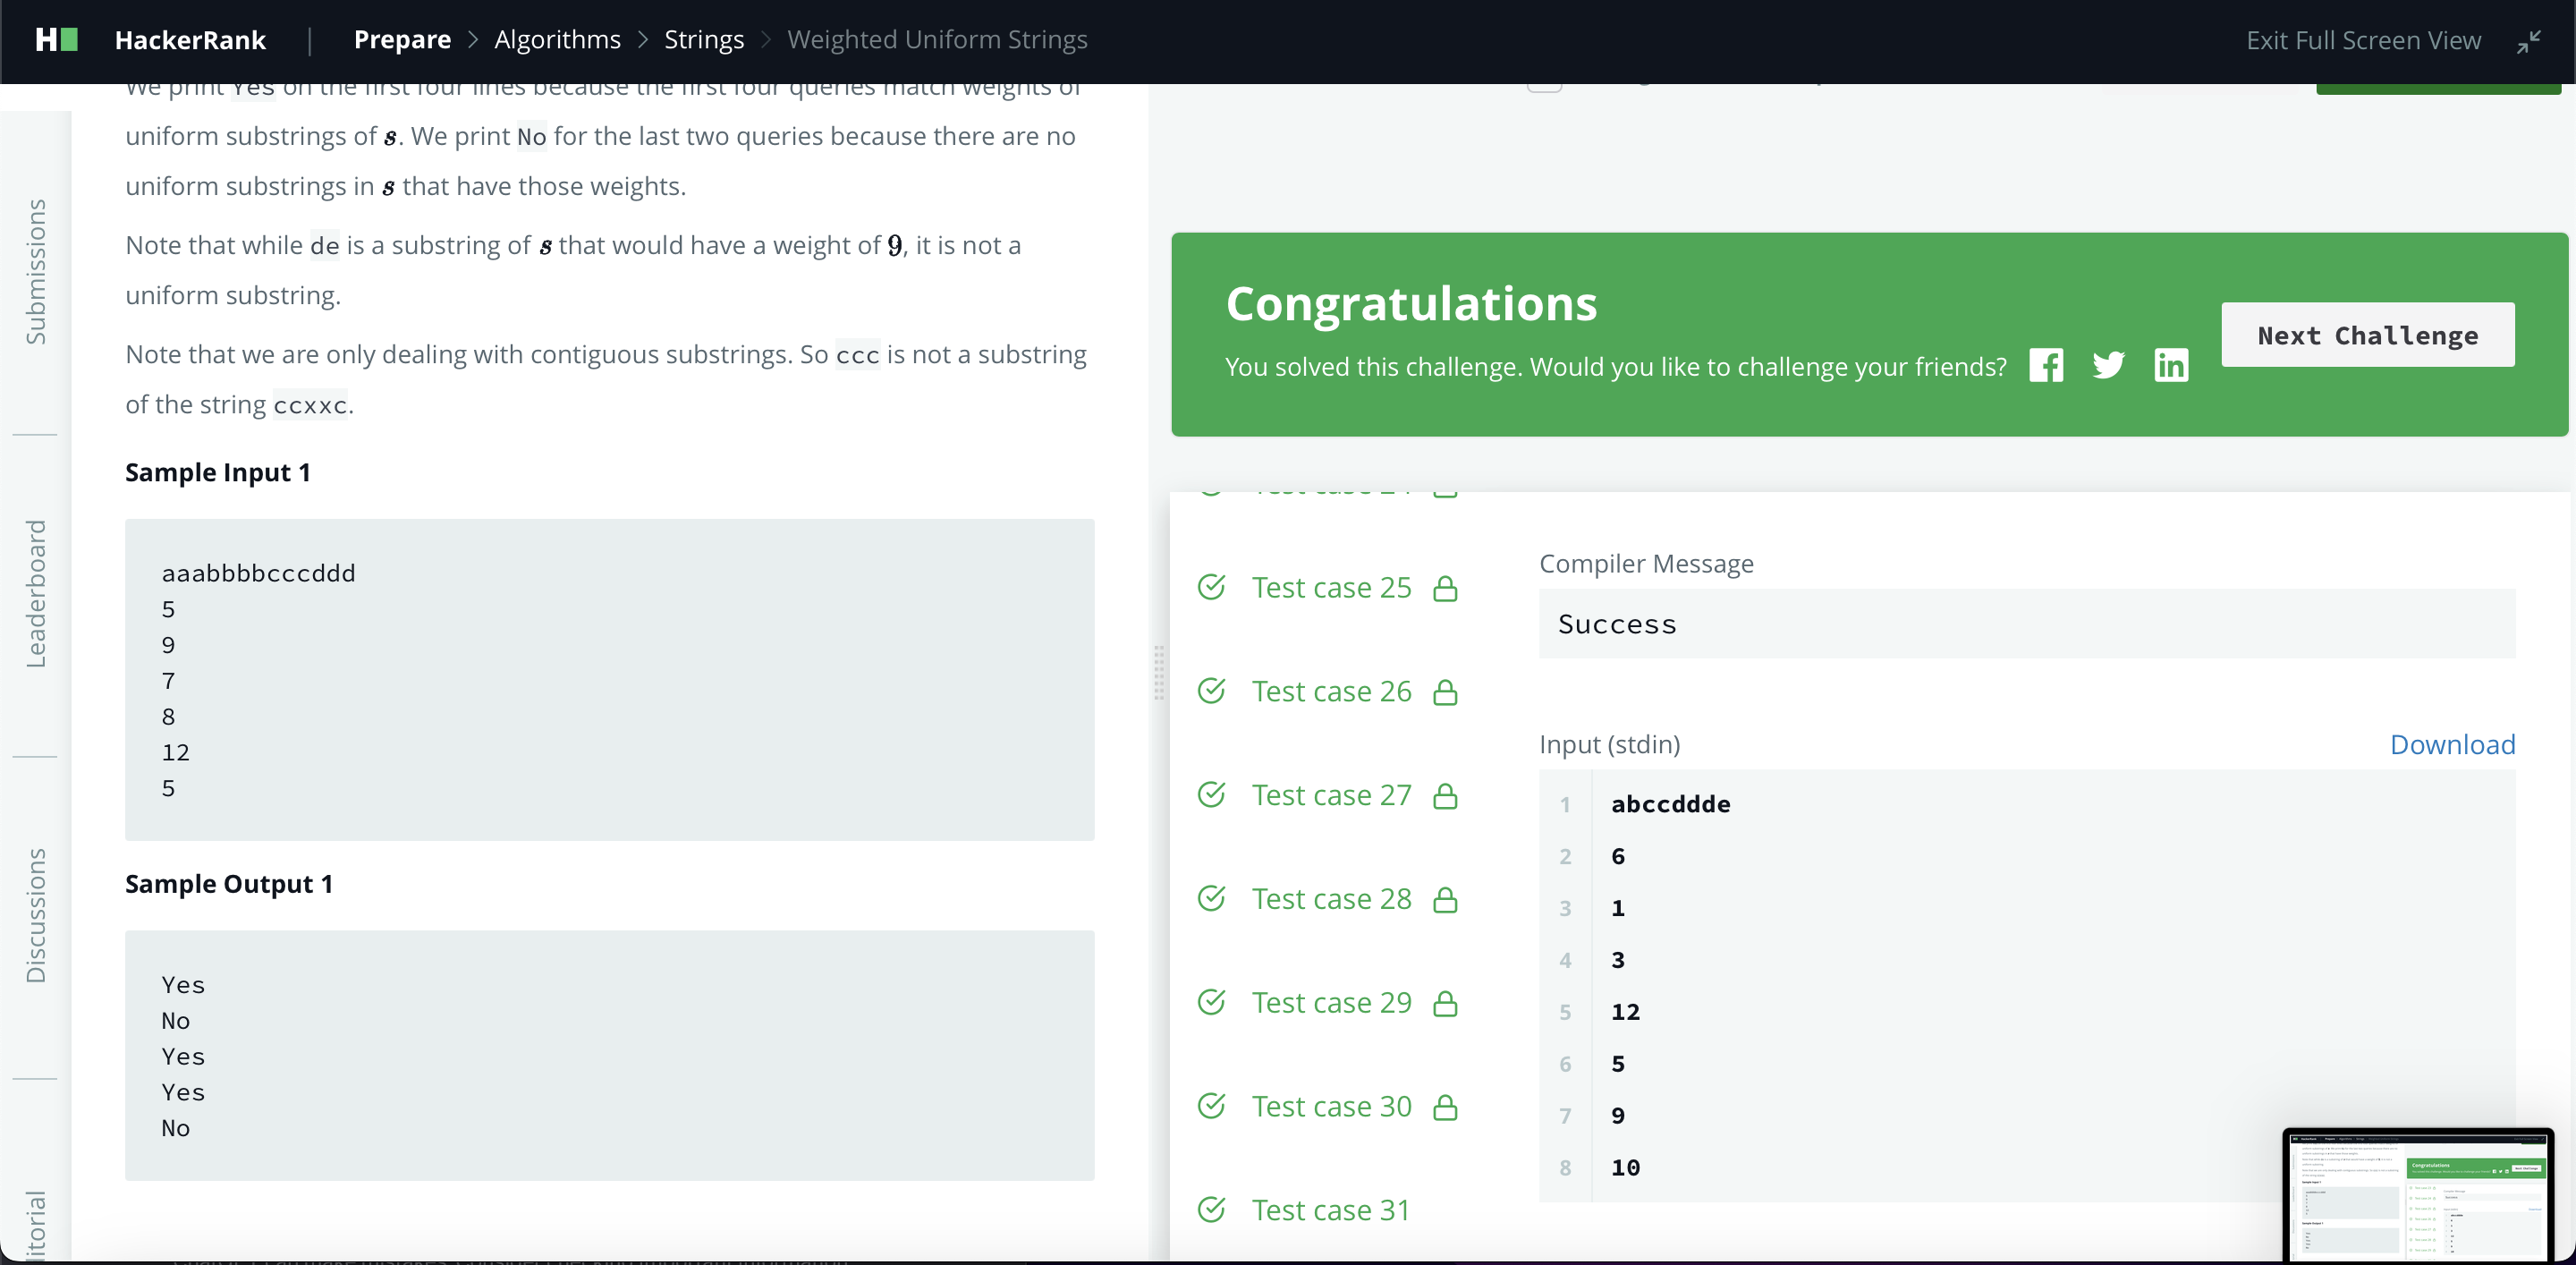 HackerRank | Prepare > Algorithms > Strings > Weighted Uniform Strings
Exit Full Screen View
Submissions
Leaderboard
Discussions
We print Yes on the first four lines because the first four queries match weights of
uniform substrings of s. We print No for the last two queries because there are no
uniform substrings in s that have those weights.
Note that while de is a substring of s that would have a weight of 9, it is not a
uniform substring.
Note that we are only dealing with contiguous substrings. So ccc is not a substring
of the string ccxxc.
Sample Input 1
aaabbbbcccddd
5
9
7
8
12
5
Sample Output 1
Yes
No
Yes
Yes
No
Congratulations
You solved this challenge. Would you like to challenge your friends?
Next Challenge
Test case 24
Test case 25
Test case 26
Test case 27
Test case 28
Test case 29
Test case 30
Test case 31
Compiler Message
Success
Input (stdin)
Download
1 abccddde
2 6
3 1
4 3
5 12
6 5
7 9
8 10